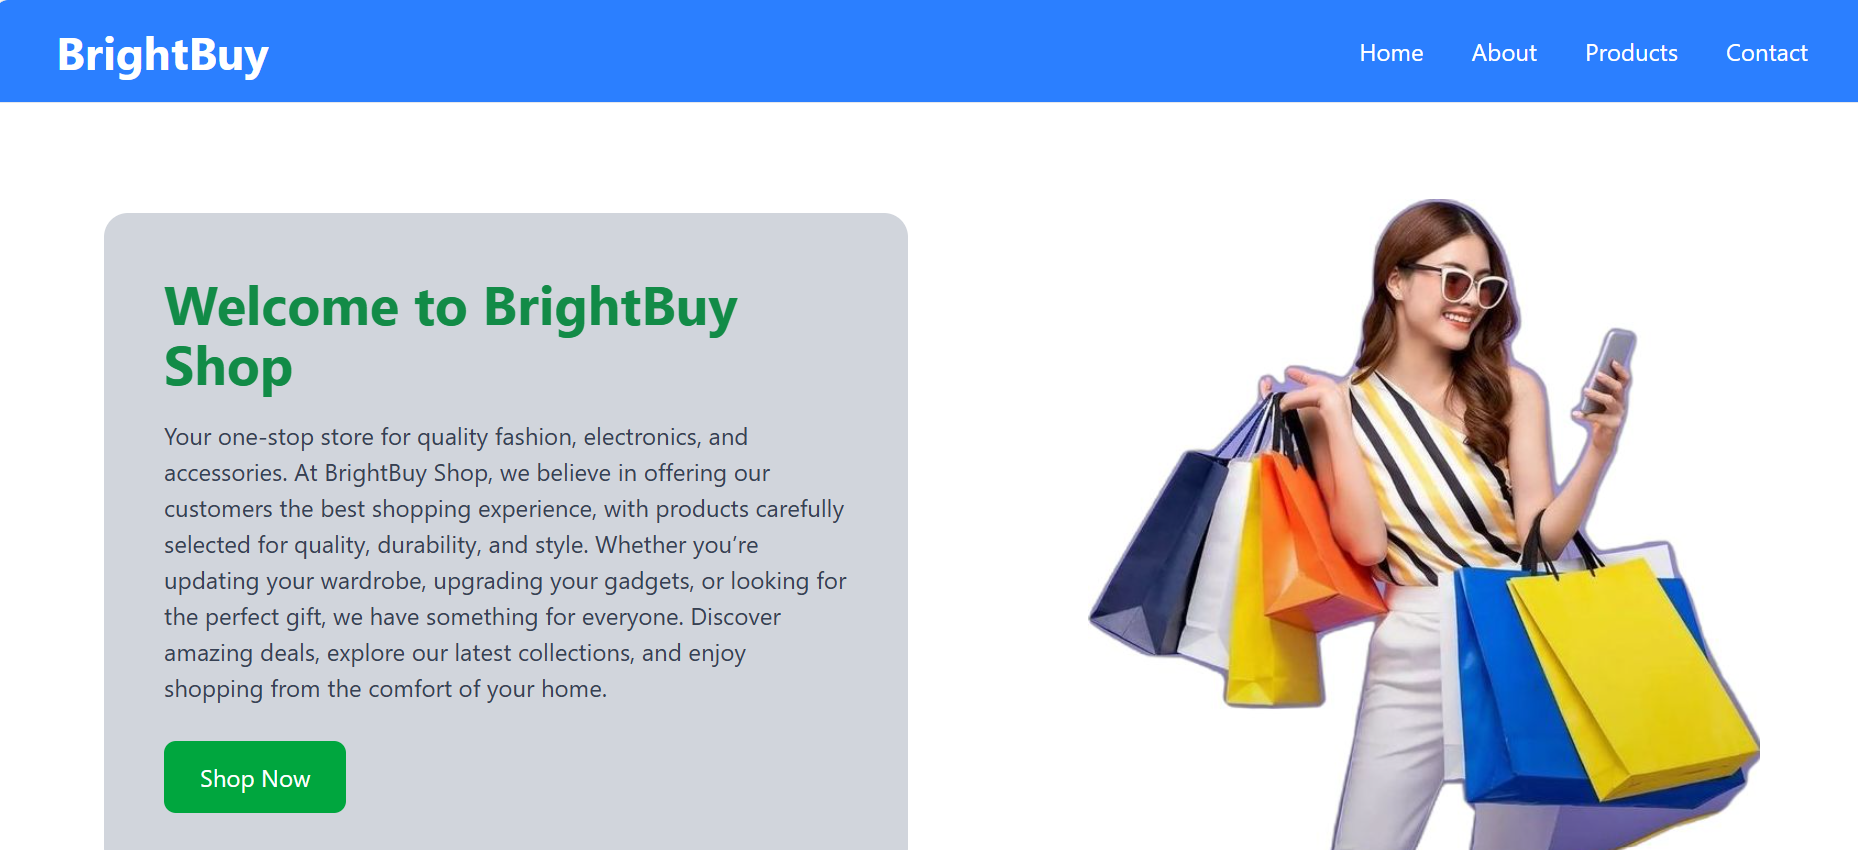 BrightBuy
Home About Products Contact
Welcome to BrightBuy
Shop
Your one-stop store for quality fashion, electronics, and
accessories. At BrightBuy Shop, we believe in offering our
customers the best shopping experience, with products carefully
selected for quality, durability, and style. Whether you’re
updating your wardrobe, upgrading your gadgets, or looking for
the perfect gift, we have something for everyone. Discover
amazing deals, explore our latest collections, and enjoy
shopping from the comfort of your home.
Shop Now